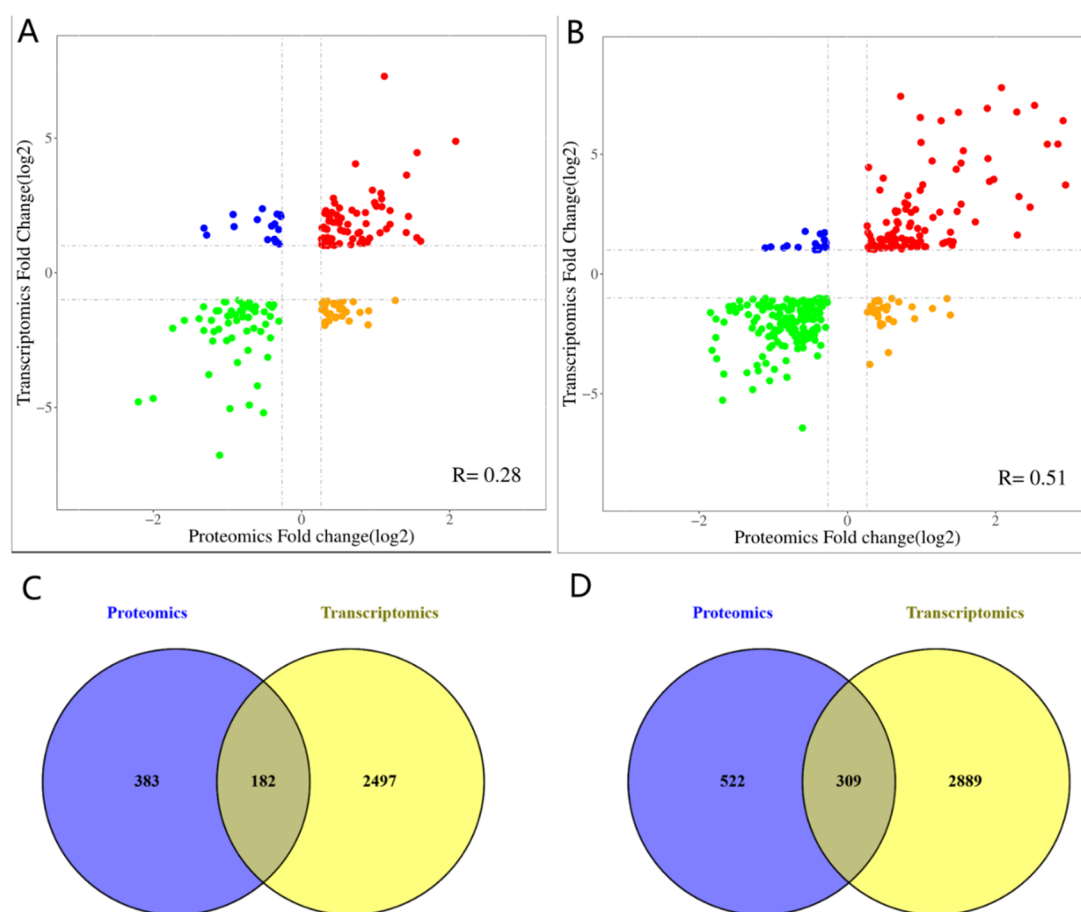 A
Transcriptomics Fold Change(log2)
5
0
−5
R= 0.28
−2
0
2
Proteomics Fold change(log2)
B
Transcriptomics Fold Change(log2)
5
0
−5
R= 0.51
−2
0
2
Proteomics Fold change(log2)
C
Proteomics
Transcriptomics
383
182
2497
D
Proteomics
Transcriptomics
522
309
2889